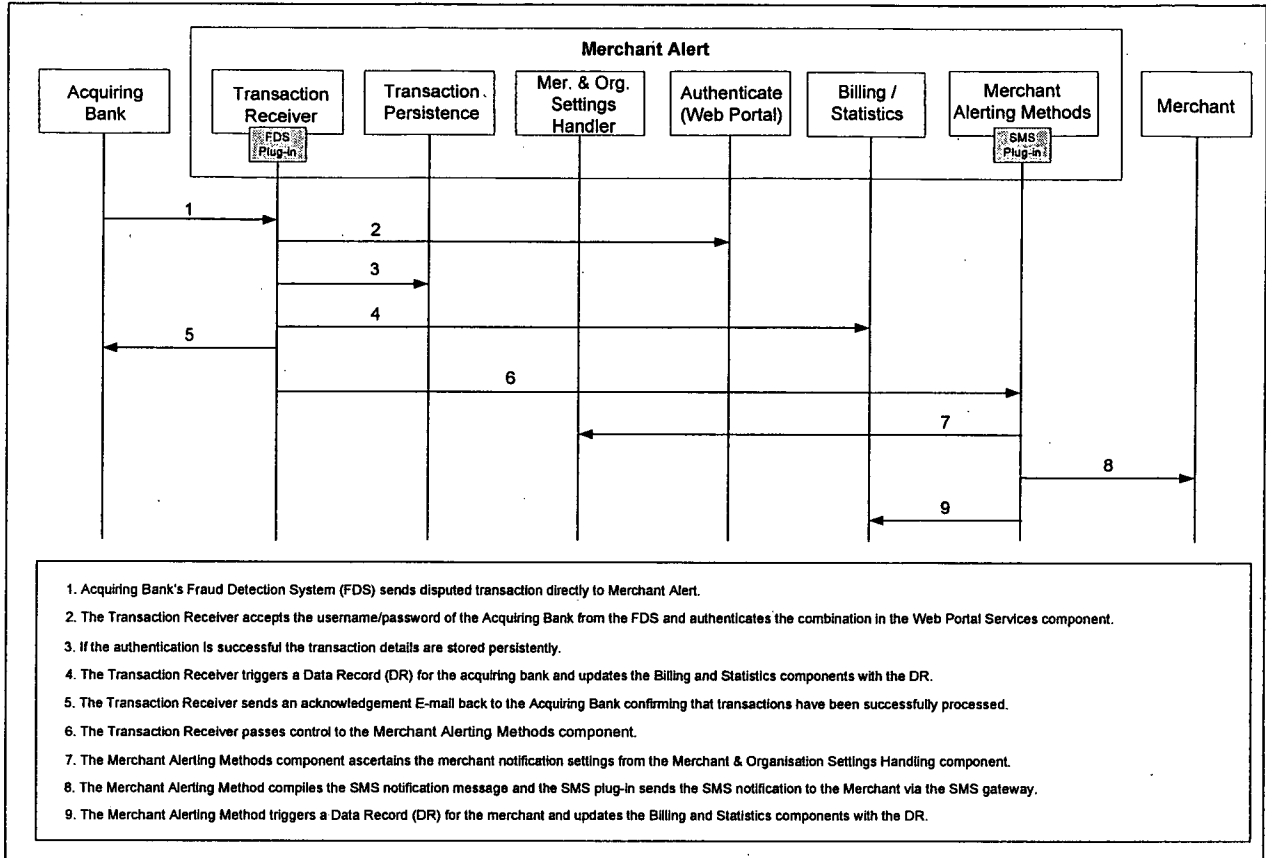 Merchant Alert
Acquiring
Bank
Transaction
Receiver
FDS
Plug-in
Transaction
Persistence
Mer. & Org.
Settings
Handler
Authenticate
(Web Portal)
Billing /
Statistics
Merchant
Alerting Methods
SMS
Plug-in
Merchant
1
2
3
4
5
6
7
8
9
1. Acquiring Bank's Fraud Detection System (FDS) sends disputed transaction directly to Merchant Alert.
2. The Transaction Receiver accepts the username/password of the Acquiring Bank from the FDS and authenticates the combination in the Web Portal Services component.
3. If the authentication is successful the transaction details are stored persistently.
4. The Transaction Receiver triggers a Data Record (DR) for the acquiring bank and updates the Billing and Statistics components with the DR.
5. The Transaction Receiver sends an acknowledgement E-mail back to the Acquiring Bank confirming that transactions have been successfully processed.
6. The Transaction Receiver passes control to the Merchant Alerting Methods component.
7. The Merchant Alerting Methods component ascertains the merchant notification settings from the Merchant & Organisation Settings Handling component.
8. The Merchant Alerting Method compiles the SMS notification message and the SMS plug-in sends the SMS notification to the Merchant via the SMS gateway.
9. The Merchant Alerting Method triggers a Data Record (DR) for the merchant and updates the Billing and Statistics components with the DR.